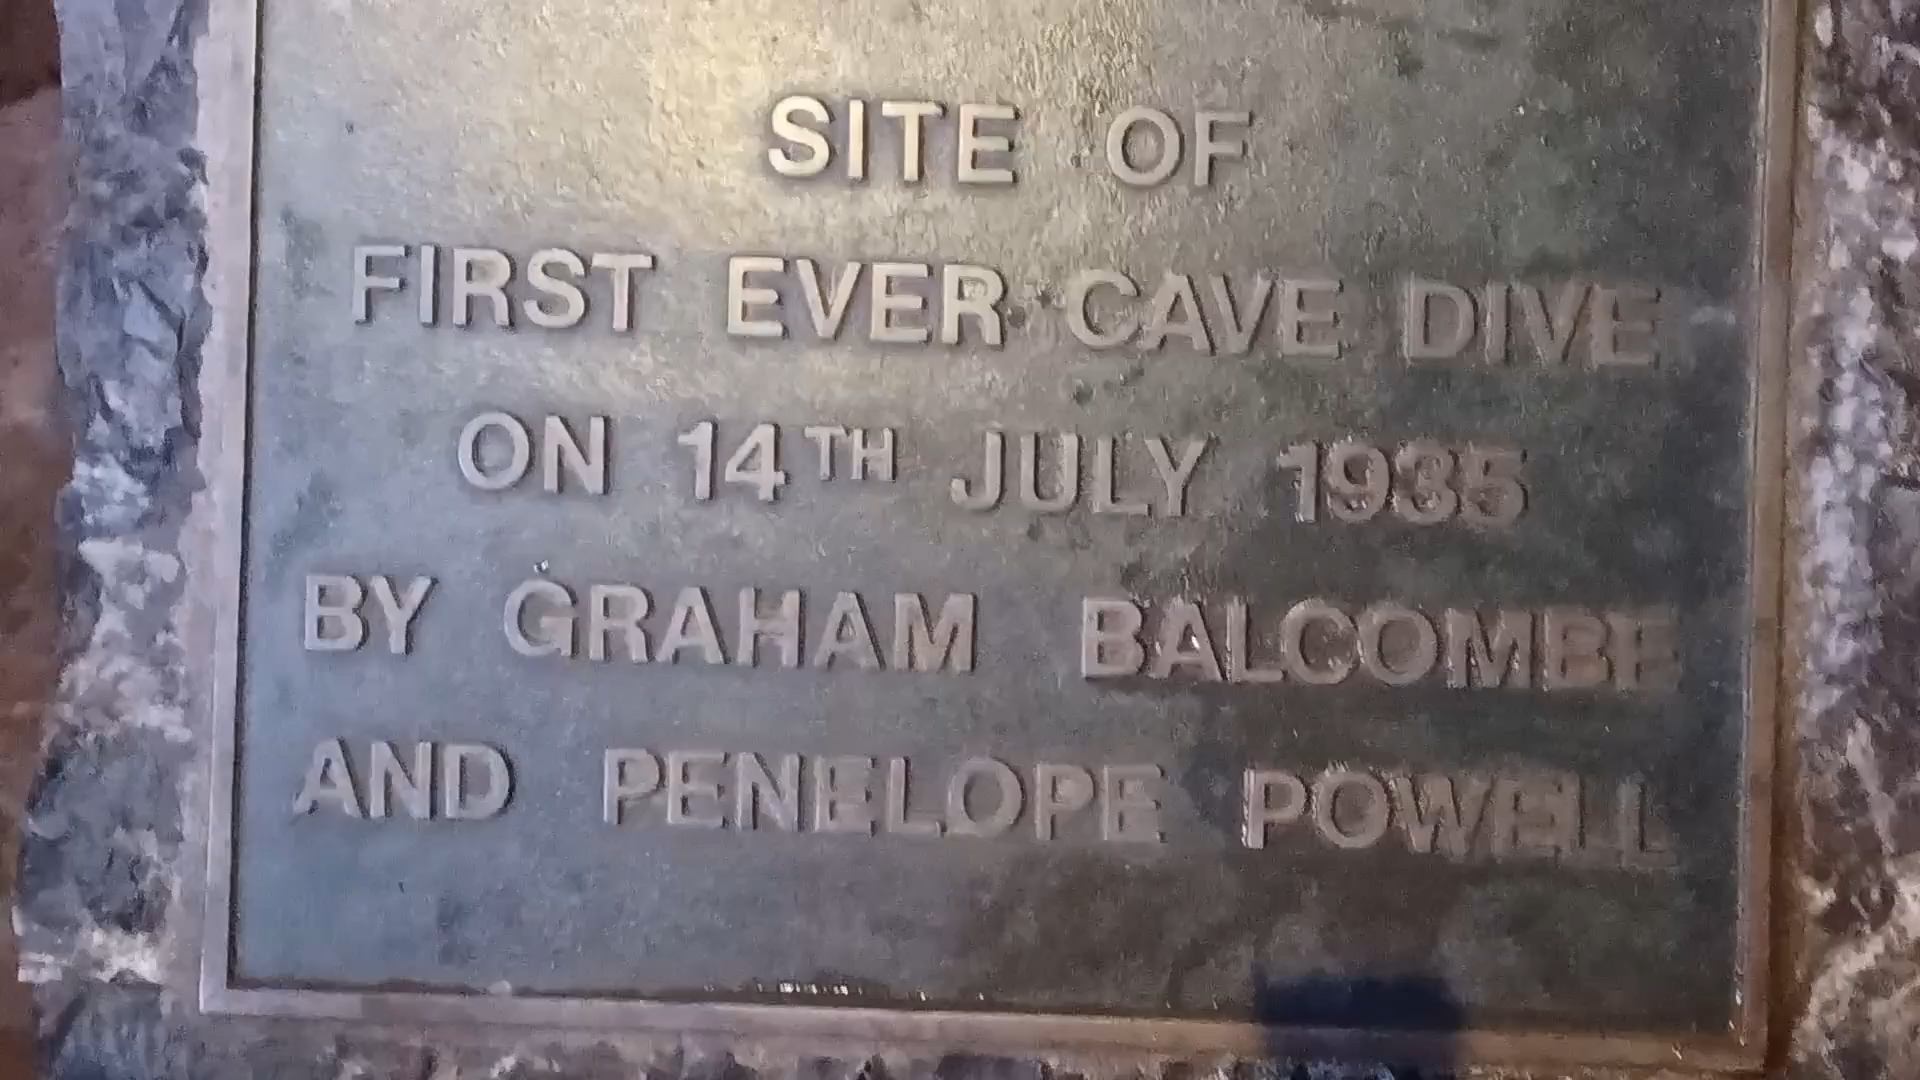 SITE OF
FIRST EVER CAVE DIVE
ON 14TH JULY 1935
BY GRAHAM BALCOMBE
AND PENELOPE POWELL